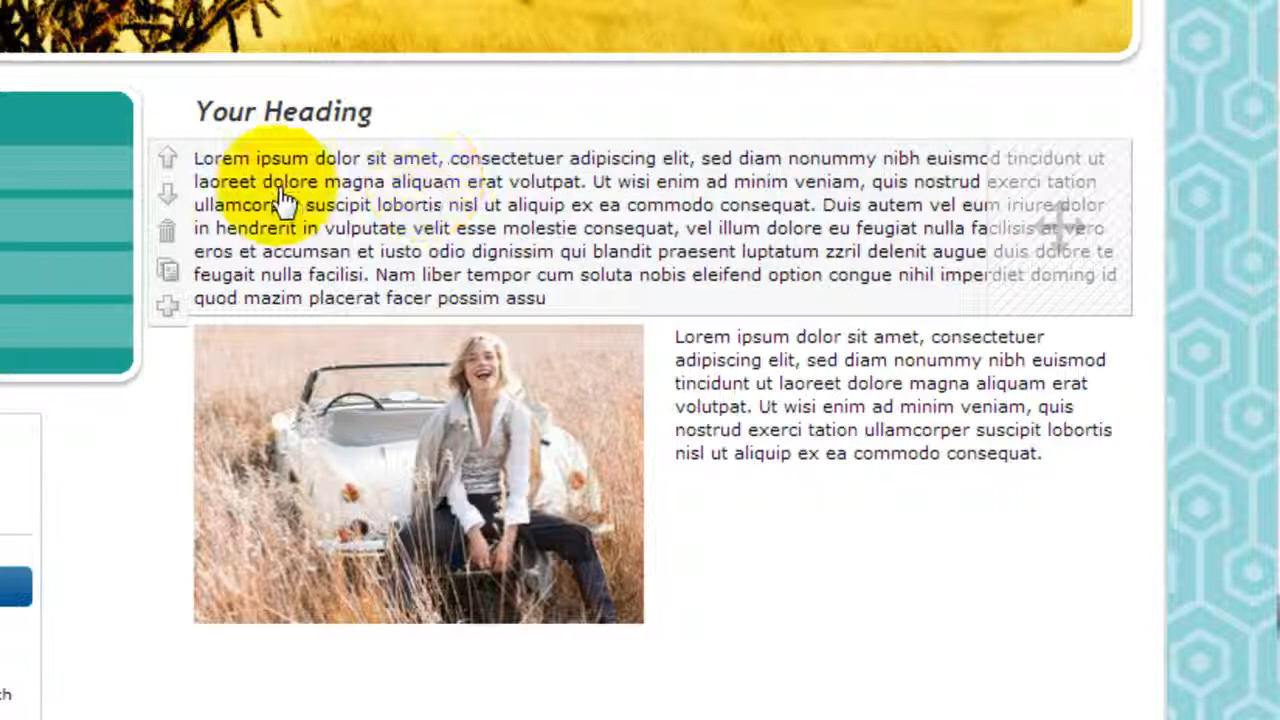 Your Heading
Lorem ipsum dolor sit amet, consectetuer adipiscing elit, sed diam nonummy nibh euismod tincidunt ut
laoreet dolore magna aliquam erat volutpat. Ut wisi enim ad minim veniam, quis nostrud exerci tation
ullamcorper suscipit lobortis nisl ut aliquip ex ea commodo consequat. Duis autem vel eum iriure dolor
in hendrerit in vulputate velit esse molestie consequat, vel illum dolore eu feugiat nulla facilisis at vero
eros et accumsan et iusto odio dignissim qui blandit praesent luptatum zzril delenit augue duis dolore te
feugait nulla facilisi. Nam liber tempor cum soluta nobis eleifend option congue nihil imperdiet doming id
quod mazim placerat facer possim assu
Lorem ipsum dolor sit amet, consectetuer
adipiscing elit, sed diam nonummy nibh euismod
tincidunt ut laoreet dolore magna aliquam erat
volutpat. Ut wisi enim ad minim veniam, quis
nostrud exerci tation ullamcorper suscipit lobortis
nisl ut aliquip ex ea commodo consequat.